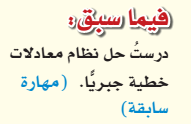 فيما سبق:
درستُ حل نظام معادلات
خطية جبريًّا. (مهارة
سابقة)